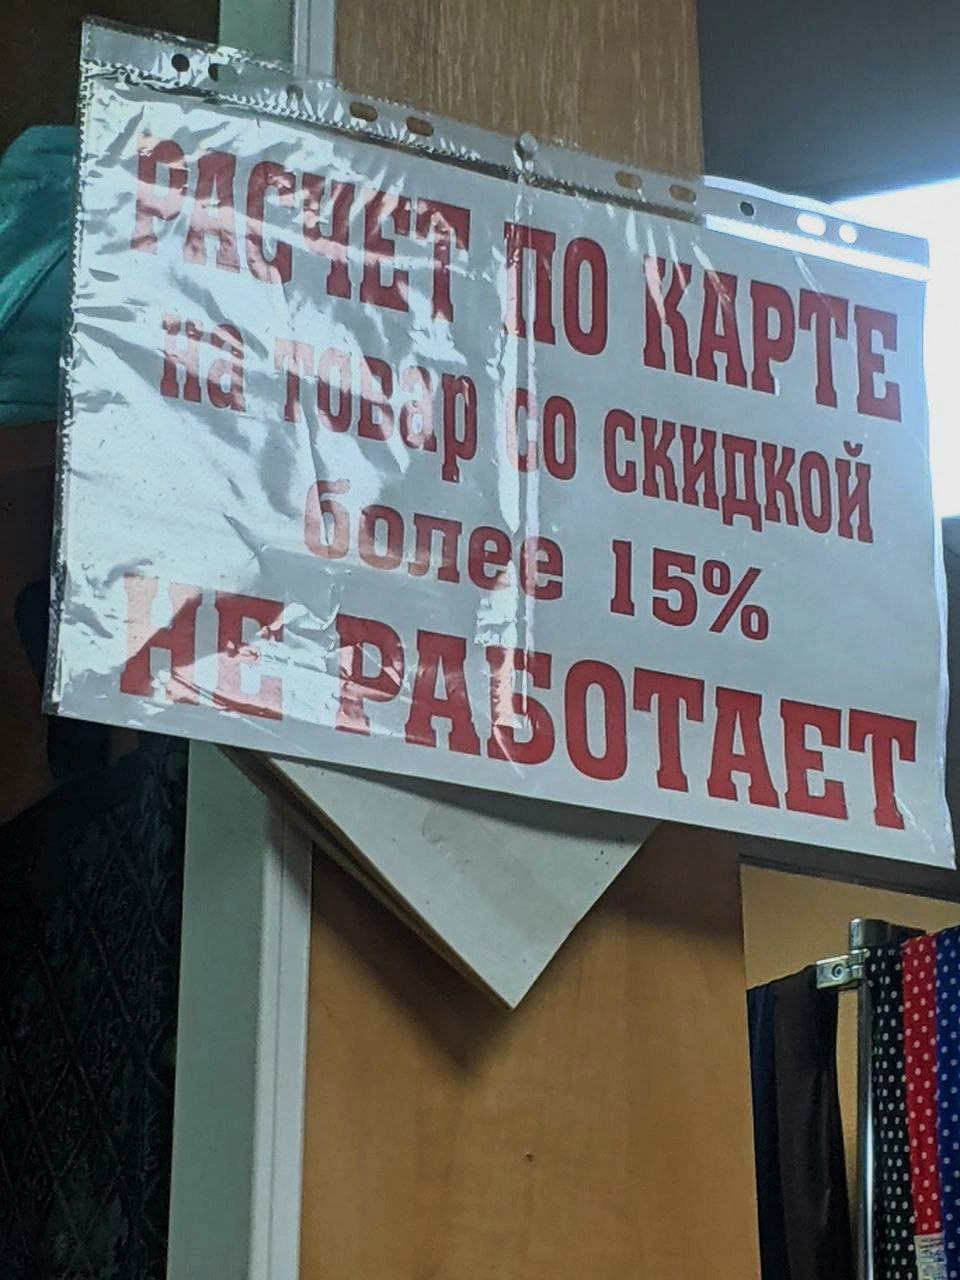 РАСЧЕТ ПО КАРТЕ
на товар со скидкой
более 15%
НЕ РАБОТАЕТ